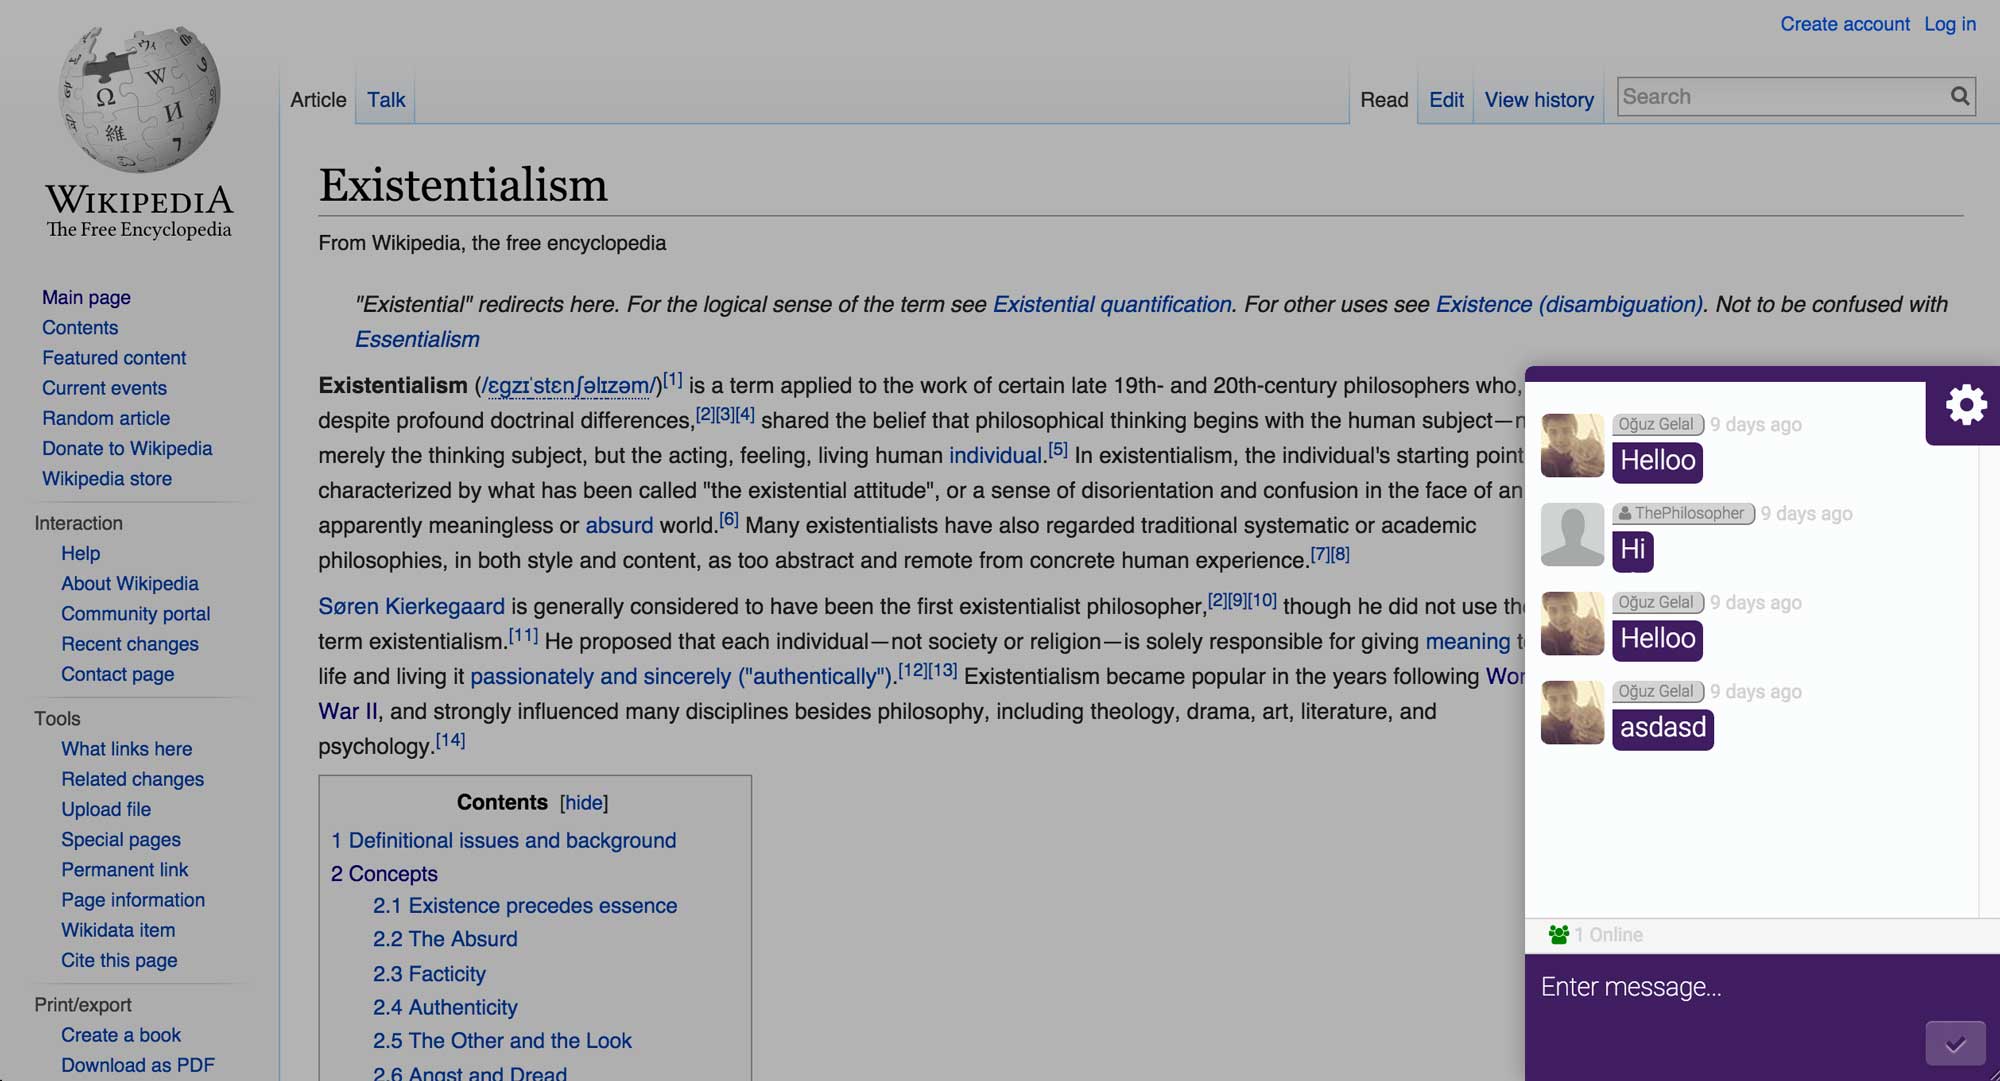 Create account Log in
Article Talk Read Edit View history Search
WIKIPEDIA
The Free Encyclopedia
Main page
Contents
Featured content
Current events
Random article
Donate to Wikipedia
Wikipedia store
Interaction
Help
About Wikipedia
Community portal
Recent changes
Contact page
Tools
What links here
Related changes
Upload file
Special pages
Permanent link
Page information
Wikidata item
Cite this page
Print/export
Create a book
Download as PDF
Existentialism
From Wikipedia, the free encyclopedia
"Existential" redirects here. For the logical sense of the term see Existential quantification. For other uses see Existence (disambiguation). Not to be confused with
Essentialism
Existentialism (/ɛɡzɪˈstɛnʃəlɪzəm/)[1] is a term applied to the work of certain late 19th- and 20th-century philosophers who,
despite profound doctrinal differences,[2][3][4] shared the belief that philosophical thinking begins with the human subject—
merely the thinking subject, but the acting, feeling, living human individual.[5] In existentialism, the individual's starting point
characterized by what has been called "the existential attitude", or a sense of disorientation and confusion in the face of an
apparently meaningless or absurd world.[6] Many existentialists have also regarded traditional systematic or academic
philosophies, in both style and content, as too abstract and remote from concrete human experience.[7][8]
Søren Kierkegaard is generally considered to have been the first existentialist philosopher,[2][9][10] though he did not use
term existentialism.[11] He proposed that each individual—not society or religion—is solely responsible for giving meaning
life and living it passionately and sincerely ("authentically").[12][13] Existentialism became popular in the years following
War II, and strongly influenced many disciplines besides philosophy, including theology, drama, art, literature, and
psychology.[14]
Contents [hide]
1 Definitional issues and background
2 Concepts
2.1 Existence precedes essence
2.2 The Absurd
2.3 Facticity
2.4 Authenticity
2.5 The Other and the Look
2.6 Angst and Dread
Oğuz Gelal 9 days ago
Helloo
ThePhilosopher 9 days ago
Hi
Oğuz Gelal 9 days ago
Helloo
Oğuz Gelal 9 days ago
asdasd
1 Online
Enter message...